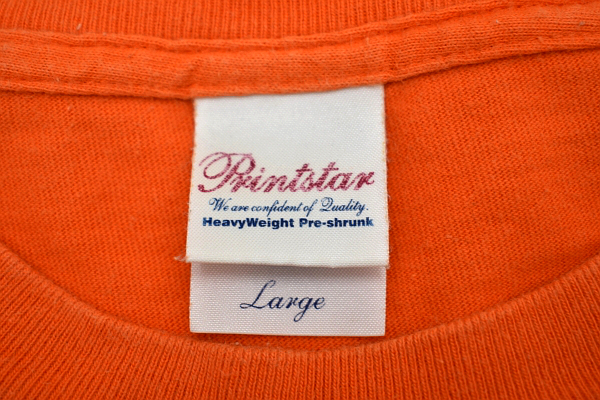 Printstar
We are confident of Quality.
HeavyWeight Pre-shrunk
Large